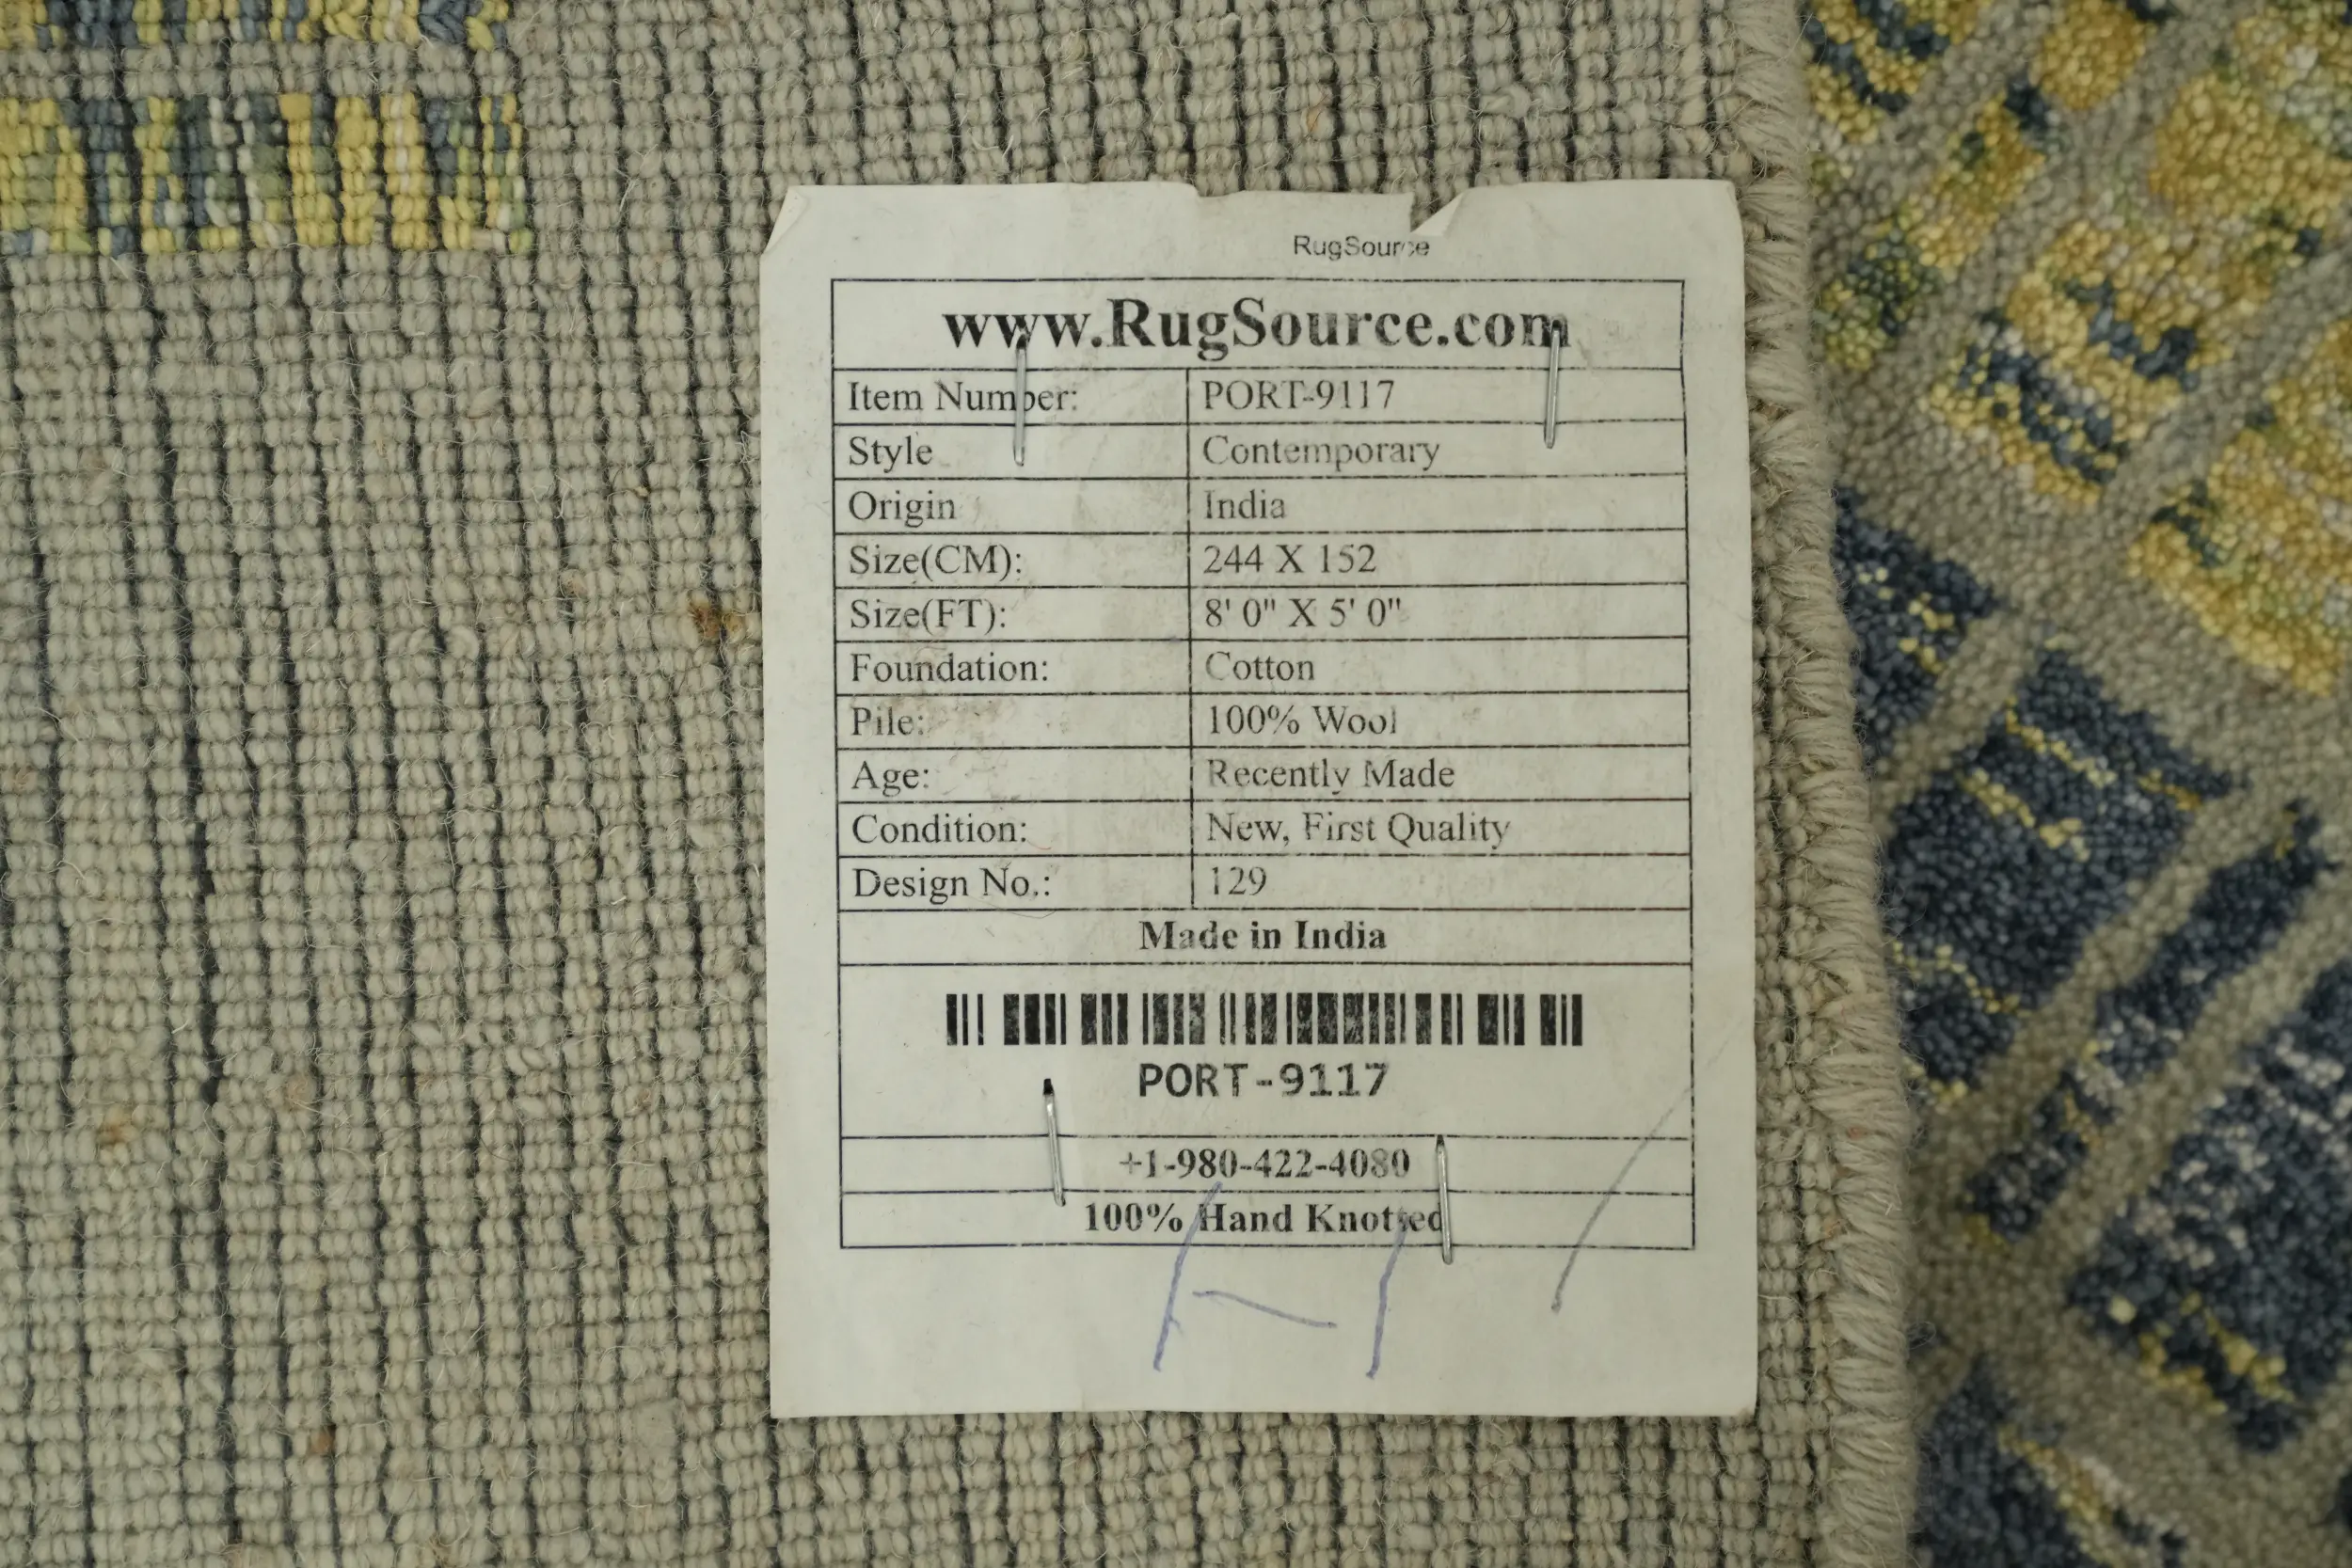 RugSource
www.RugSource.com
Item Number: PORT-9117
Style Contemporary
Origin India
Size(CM): 244 X 152
Size(FT): 8' 0" X 5' 0"
Foundation: Cotton
Pile: 100% Wool
Age: Recently Made
Condition: New, First Quality
Design No.: 129
Made in India
PORT-9117
+1-980-422-4080
100% Hand Knotted